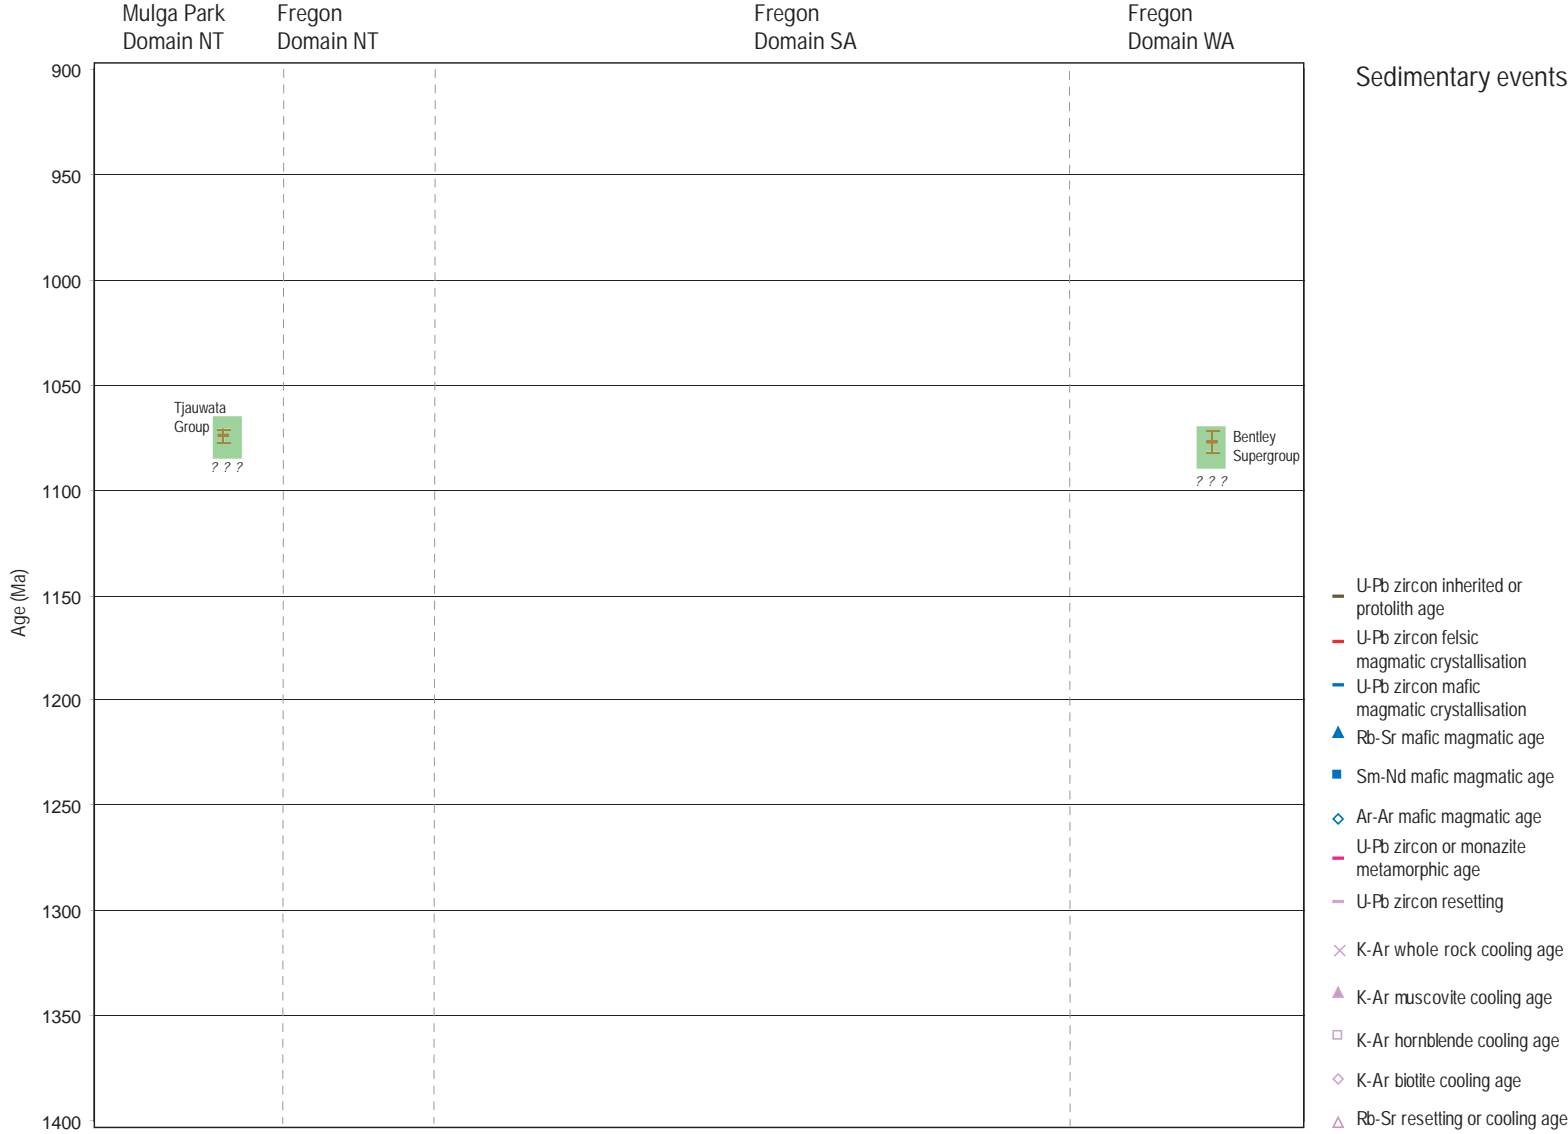 Mulga Park
Domain NT
Fregon
Domain NT
Fregon
Domain SA
Fregon
Domain WA
Sedimentary events
900
950
1000
1050
1100
1150
1200
1250
1300
1350
1400
Age (Ma)
Tjauwata
Group
? ? ?
Bentley
Supergroup
? ? ?
U-Pb zircon inherited or
protolith age
U-Pb zircon felsic
magmatic crystallisation
U-Pb zircon mafic
magmatic crystallisation
Rb-Sr mafic magmatic age
Sm-Nd mafic magmatic age
Ar-Ar mafic magmatic age
U-Pb zircon or monazite
metamorphic age
U-Pb zircon resetting
K-Ar whole rock cooling age
K-Ar muscovite cooling age
K-Ar hornblende cooling age
K-Ar biotite cooling age
Rb-Sr resetting or cooling age